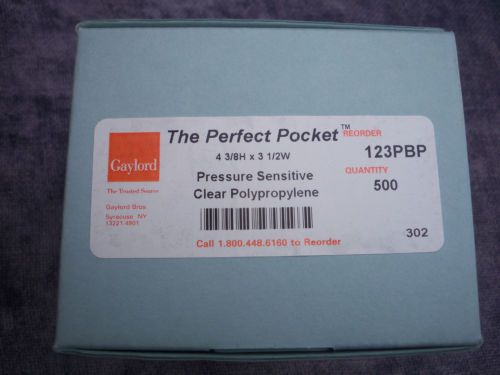 The Perfect Pocket™
REORDER
4 3/8H x 3 1/2W
123PBP
Gaylord
Pressure Sensitive
QUANTITY
Clear Polypropylene
500
The Trusted Source
Gaylord Bros.
Syracuse, NY
13221-4901
Call 1.800.448.6160 to Reorder
302